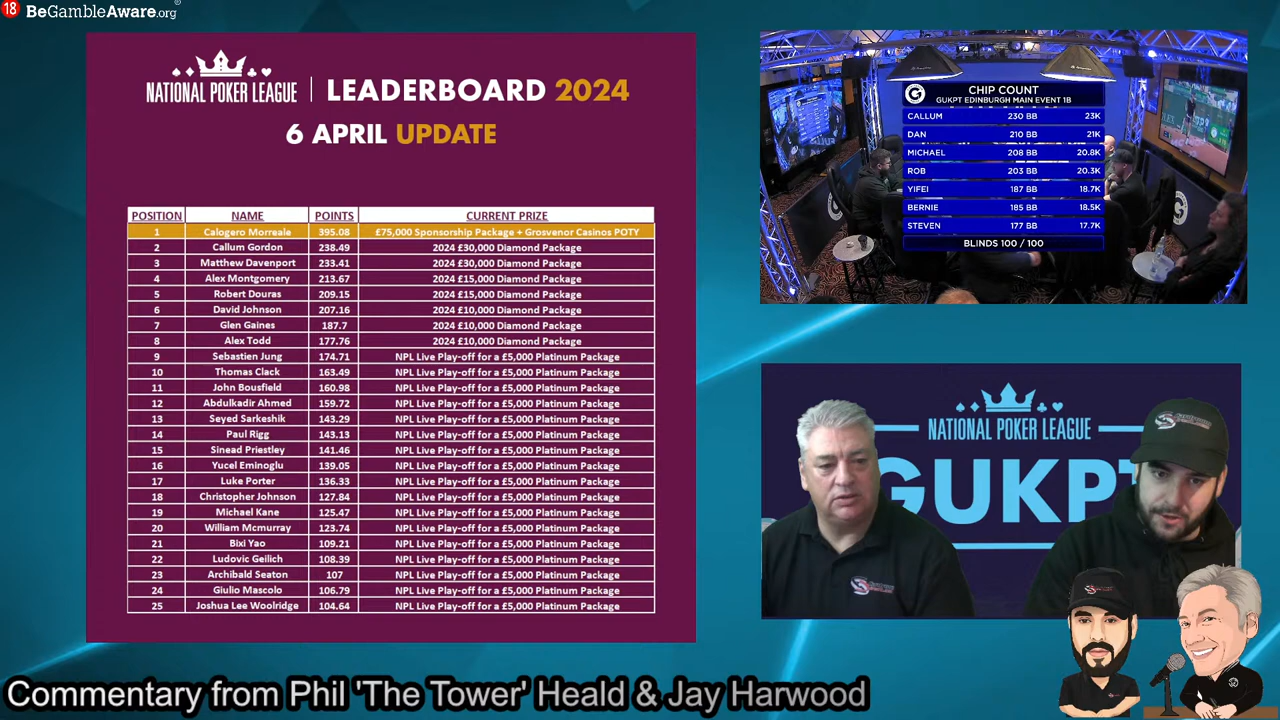 18 BeGambleAware.org®
NATIONAL POKER LEAGUE
LEADERBOARD 2024
6 APRIL UPDATE
POSITION NAME POINTS CURRENT PRIZE
1 Calogero Morreale 395.08 £75,000 Sponsorship Package + Grosvenor Casinos POTY
2 Callum Gordon 238.49 2024 £30,000 Diamond Package
3 Matthew Davenport 233.41 2024 £30,000 Diamond Package
4 Alex Montgomery 213.67 2024 £15,000 Diamond Package
5 Robert Douras 209.15 2024 £15,000 Diamond Package
6 David Johnson 207.16 2024 £10,000 Diamond Package
7 Glen Gaines 187.7 2024 £10,000 Diamond Package
8 Alex Todd 177.76 2024 £10,000 Diamond Package
9 Sebastien Jung 174.71 NPL Live Play-off for a £5,000 Platinum Package
10 Thomas Clack 163.49 NPL Live Play-off for a £5,000 Platinum Package
11 John Bousfield 160.98 NPL Live Play-off for a £5,000 Platinum Package
12 Abdulkadir Ahmed 159.72 NPL Live Play-off for a £5,000 Platinum Package
13 Seyed Sarkeshik 143.29 NPL Live Play-off for a £5,000 Platinum Package
14 Paul Rigg 143.13 NPL Live Play-off for a £5,000 Platinum Package
15 Sinead Priestley 141.46 NPL Live Play-off for a £5,000 Platinum Package
16 Yucel Eminoglu 139.05 NPL Live Play-off for a £5,000 Platinum Package
17 Luke Porter 136.33 NPL Live Play-off for a £5,000 Platinum Package
18 Christopher Johnson 127.84 NPL Live Play-off for a £5,000 Platinum Package
19 Michael Kane 125.47 NPL Live Play-off for a £5,000 Platinum Package
20 William Mcmurray 123.74 NPL Live Play-off for a £5,000 Platinum Package
21 Bixi Yao 109.21 NPL Live Play-off for a £5,000 Platinum Package
22 Ludovic Geilich 108.39 NPL Live Play-off for a £5,000 Platinum Package
23 Archibald Seaton 107 NPL Live Play-off for a £5,000 Platinum Package
24 Giulio Mascolo 106.79 NPL Live Play-off for a £5,000 Platinum Package
25 Joshua Lee Woolridge 104.64 NPL Live Play-off for a £5,000 Platinum Package
CHIP COUNT
GUKPT EDINBURGH MAIN EVENT 1B
CALLUM 230 BB 23K
DAN 210 BB 21K
MICHAEL 208 BB 20.8K
ROB 203 BB 20.3K
YIFEI 187 BB 18.7K
BERNIE 185 BB 18.5K
STEVEN 177 BB 17.7K
BLINDS 100 / 100
NATIONAL POKER LEAGUE
GUKPT
Commentary from Phil 'The Tower' Heald & Jay Harwood